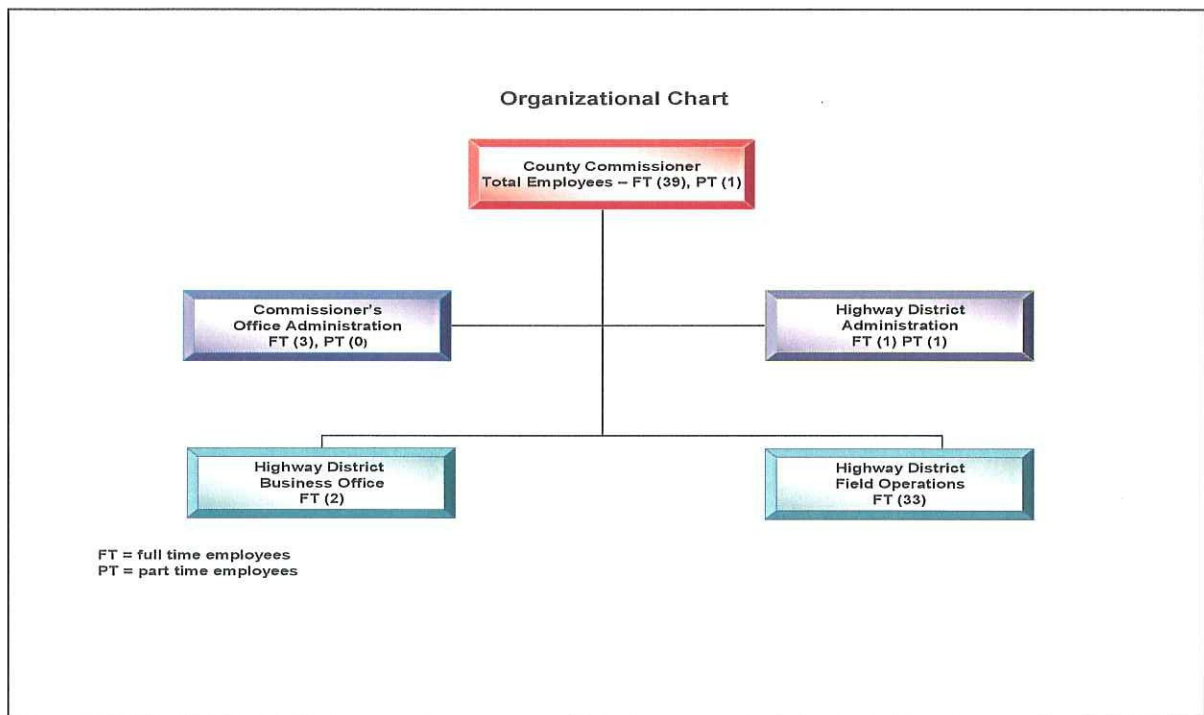 Organizational Chart
County Commissioner
Total Employees – FT (39), PT (1)
Commissioner's
Office Administration
FT (3), PT (0)
Highway District
Administration
FT (1) PT (1)
Highway District
Business Office
FT (2)
Highway District
Field Operations
FT (33)
FT = full time employees
PT = part time employees